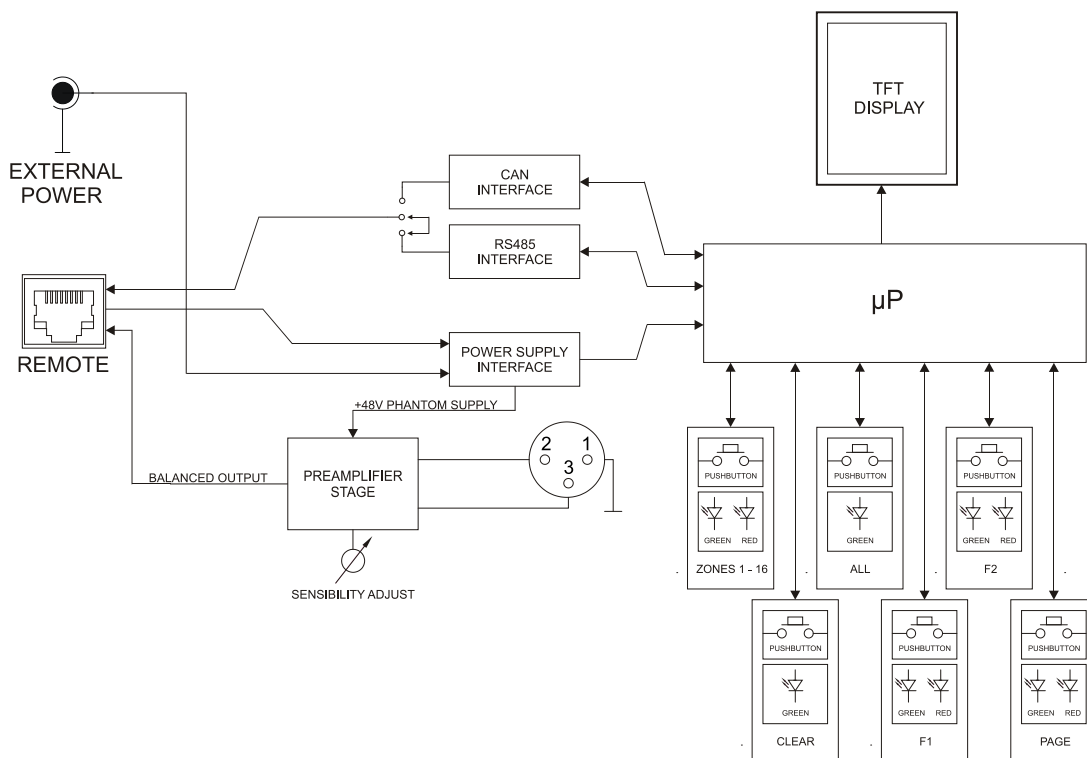 TFT
DISPLAY
EXTERNAL
POWER
CAN
INTERFACE
RS485
INTERFACE
µP
REMOTE
POWER SUPPLY
INTERFACE
+48V PHANTOM SUPPLY
BALANCED OUTPUT
PREAMPLIFIER
STAGE
2 1
3
SENSIBILITY ADJUST
PUSHBUTTON
GREEN RED
ZONES 1 - 16
PUSHBUTTON
GREEN
ALL
PUSHBUTTON
GREEN RED
F2
PUSHBUTTON
GREEN
CLEAR
PUSHBUTTON
GREEN RED
F1
PUSHBUTTON
GREEN RED
PAGE